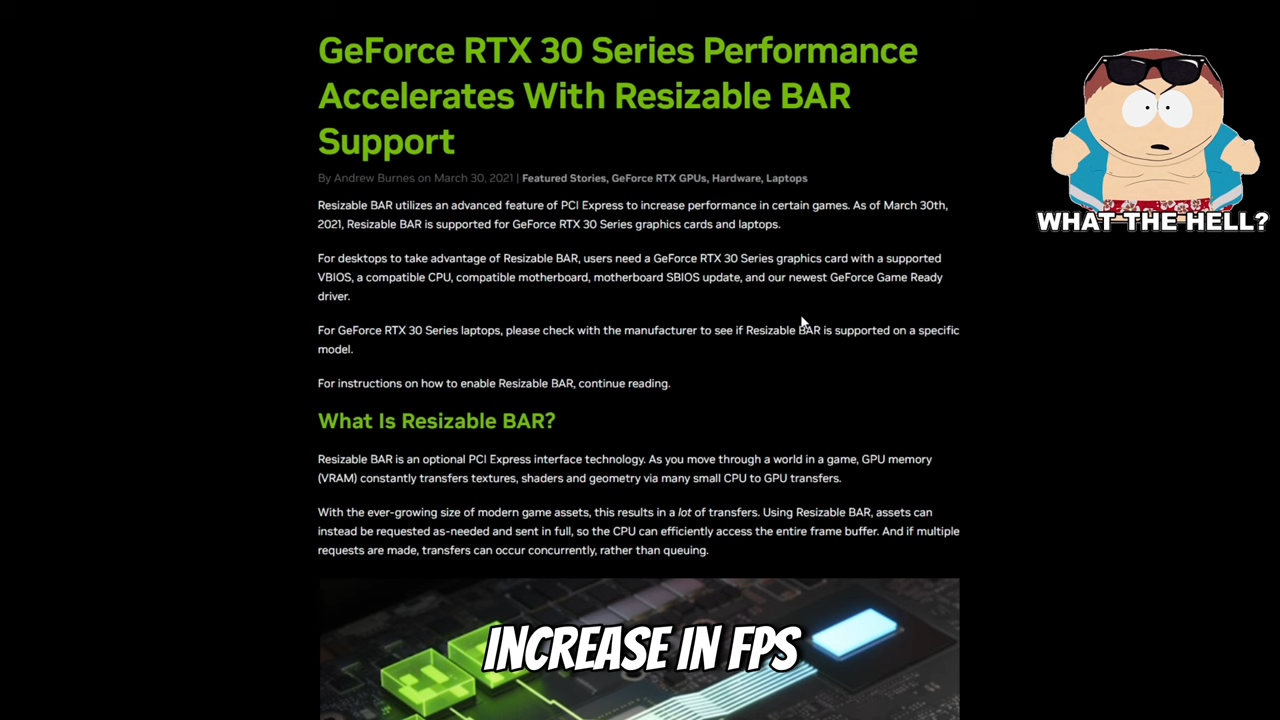 GeForce RTX 30 Series Performance
Accelerates With Resizable BAR
Support
By Andrew Burnes on March 30, 2021 | Featured Stories, GeForce RTX GPUs, Hardware, Laptops
Resizable BAR utilizes an advanced feature of PCI Express to increase performance in certain games. As of March 30th,
2021, Resizable BAR is supported for GeForce RTX 30 Series graphics cards and laptops.
WHAT THE HELL?
For desktops to take advantage of Resizable BAR, users need a GeForce RTX 30 Series graphics card with a supported
VBIOS, a compatible CPU, compatible motherboard, motherboard SBIOS update, and our newest GeForce Game Ready
driver.
For GeForce RTX 30 Series laptops, please check with the manufacturer to see if Resizable BAR is supported on a specific
model.
For instructions on how to enable Resizable BAR, continue reading.
What Is Resizable BAR?
Resizable BAR is an optional PCI Express interface technology. As you move through a world in a game, GPU memory
(VRAM) constantly transfers textures, shaders and geometry via many small CPU to GPU transfers.
With the ever-growing size of modern game assets, this results in a lot of transfers. Using Resizable BAR, assets can
instead be requested as-needed and sent in full, so the CPU can efficiently access the entire frame buffer. And if multiple
requests are made, transfers can occur concurrently, rather than queuing.
INCREASE IN FPS